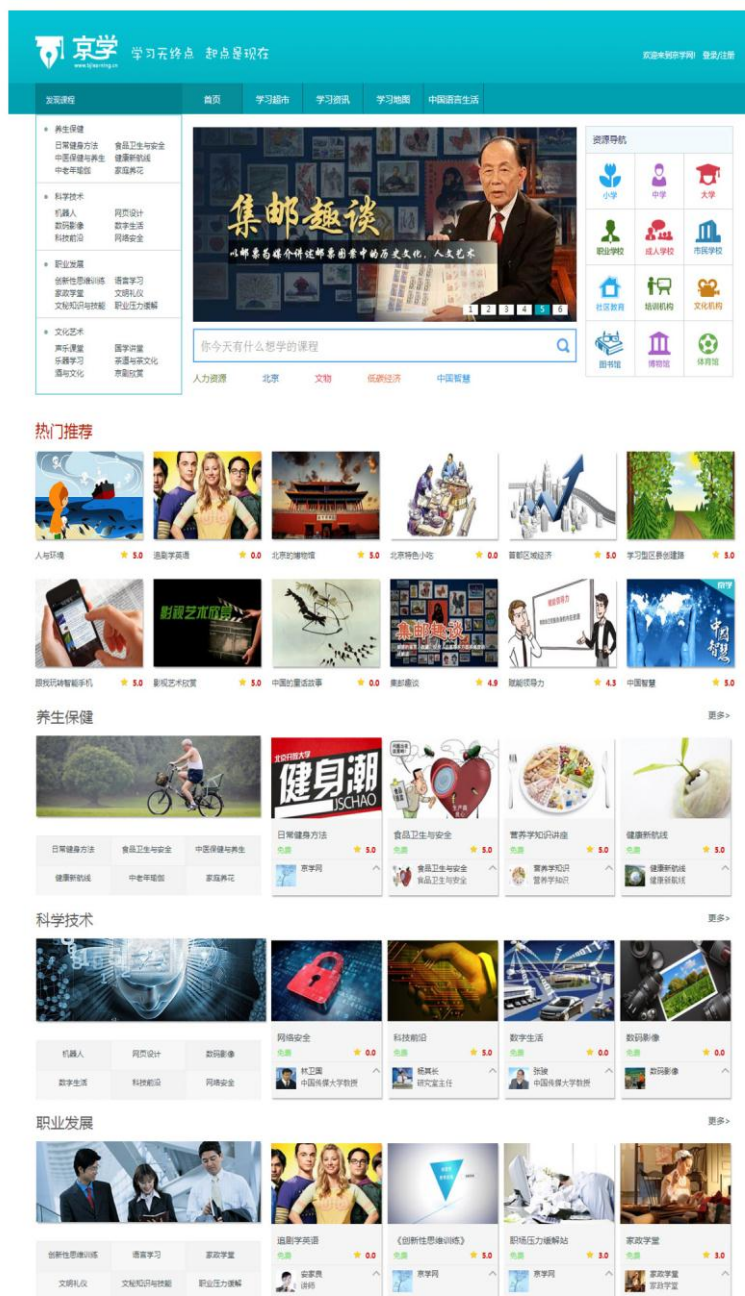 京学
www.bjlearning.cn
学习无终点 起点是现在
欢迎来到京学网! 登录/注册
发现课程 首页 学习超市 学习资讯 学习地图 中国语言生活
养生保健
日常健身方法 食品卫生与安全
中医保健与养生 健康新航线
中老年瑜伽 家庭养花
科学技术
机器人 网页设计
数码影像 数字生活
科技前沿 网络安全
职业发展
创新性思维训练 语言学习
家政学堂 文明礼仪
文秘知识与技能 职业压力缓解
文化艺术
声乐课堂 国学讲堂
乐器学习 茶道与茶文化
酒与文化 京剧欣赏
集邮趣谈
以邮票为媒介讲述邮票图案中的历史文化、人文艺术
1 2 3 4 5 6
你今天有什么想学的课程
人力资源 北京 文物 低碳经济 中国智慧
资源导航
小学 中学 大学
职业学校 成人学校 市民学校
社区教育 培训机构 文化机构
图书馆 博物馆 体育馆
热门推荐
人与环境 5.0 追剧学英语 0.0 北京的博物馆 5.0 北京特色小吃 0.0 首都区域经济 5.0 学习型区县创建路 5.0
影视艺术欣赏
集邮趣谈
京学
中国智慧
跟我玩转智能手机 5.0 影视艺术欣赏 5.0 中国的童话故事 0.0 集邮趣谈 4.9 赋能领导力 4.3 中国智慧 5.0
养生保健 更多>
健身潮
JSCHAO
日常健身方法 食品卫生与安全 营养学知识讲座 健康新航线
免费 5.0 免费 5.0 免费 5.0 免费 5.0
京学网 食品卫生与安全 营养学知识 健康新航线
食品卫生与安全 营养学知识 健康新航线
日常健身方法 食品卫生与安全 中医保健与养生
健康新航线 中老年瑜伽 家庭养花
科学技术 更多>
网络安全 科技前沿 数字生活 数码影像
免费 0.0 免费 5.0 免费 0.0 免费 0.0
林卫国 杨其长 张骏 数码影像
中国传媒大学教授 研究室主任 中国传媒大学教授
机器人 网页设计 数码影像
数字生活 科技前沿 网络安全
职业发展 更多>
追剧学英语 《创新性思维训练》 职场压力缓解站 家政学堂
免费 0.0 免费 5.0 免费 5.0 免费 3.0
安家良 京学网 京学网 家政学堂
讲师 家政学堂
创新性思维训练 语言学习 家政学堂
文明礼仪 文秘知识与技能 职业压力缓解